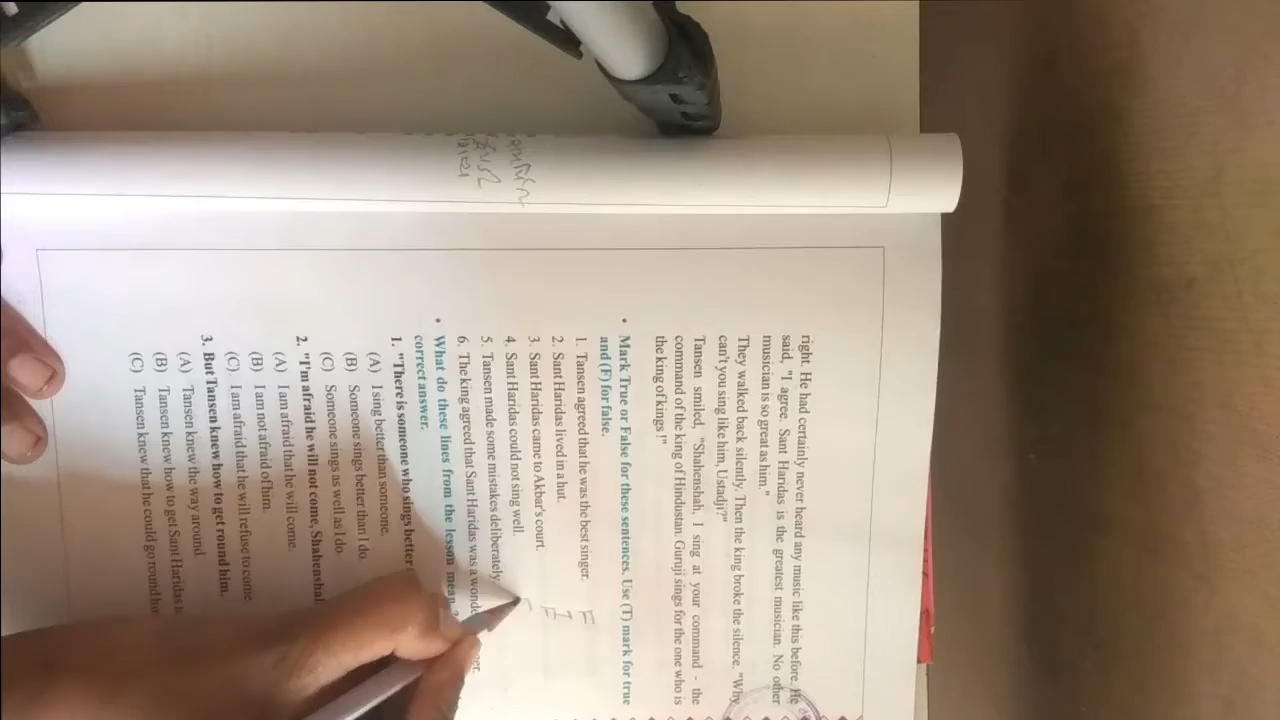 right. He had certainly never heard any music like this before. He
said, "I agree. Sant Haridas is the greatest musician. No other
musician is so great as him."
They walked back silently. Then the king broke the silence. "Why
can't you sing like him, Ustadji?"
Tansen smiled, "Shahenshah, I sing at your command - the
command of the king of Hindustan. Guruji sings for the one who is
the king of kings !"
• Mark True or False for these sentences. Use (T) mark for true
and (F) for false.
1. Tansen agreed that he was the best singer. F
2. Sant Haridas lived in a hut. T
3. Sant Haridas came to Akbar's court. F
4. Sant Haridas could not sing well.
5. Tansen made some mistakes deliberately.
6. The king agreed that Sant Haridas was a
• What do these lines from the lesson mean ?
correct answer.
1. "There is someone who sings better
(A) I sing better than someone.
(B) Someone sings better than I do.
(C) Someone sings as well as I do.
2. "I'm afraid he will not come,
(A) I am afraid that he will come.
(B) I am not afraid of him.
(C) I am afraid that he will refuse to come.
3. But Tansen knew how to get round him.
(A) Tansen knew the way around.
(B) Tansen knew how to get Sant Haridas
(C) Tansen knew that he could go round